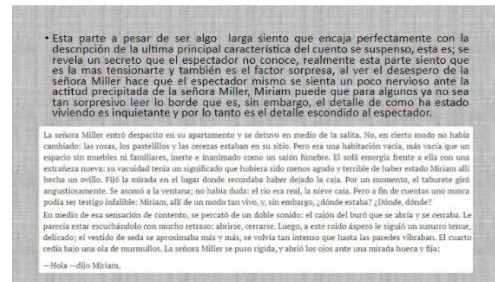 • Esta parte a pesar de ser algo larga siento que encaja perfectamente con la
descripción de la ultima principal característica del cuento se suspenso, esta es; se
revela un secreto que el espectador no conoce, realmente esta parte siento que
es la mas tensionarte y también es el factor sorpresa, al ver el desespero de la
señora Miller hace que el espectador mismo se sienta un poco nervioso ante la
actitud precipitada de la señora Miller, Miriam puede que para algunos ya no sea
tan sorpresivo leer lo borde que es, sin embargo, el detalle de como ha estado
viviendo es inquietante y por lo tanto es el detalle escondido al espectador.
La señora Miller entró despacio en su apartamento y se detuvo en medio de la salita. No, en cierto modo no había
cambiado: las rosas, los pastelillos y las cerezas estaban en su sitio. Pero era una habitación vacía, más vacía que un
espacio sin muebles ni familiares, inerte e inanimado como un salón fúnebre. El sofá emergía frente a ella con una
extrañeza nueva: su vacuidad tenía un significado que hubiera sido menos agudo y terrible de haber estado Miriam allí
hecha un ovillo. Fijó la mirada en el lugar donde recordaba haber dejado la caja. Por un momento, el taburete giró
angustiosamente. Se asomó a la ventana; no había duda: el río era real, la nieve caía. Pero a fin de cuentas uno nunca
podía ser testigo infalible: Miriam, allí de un modo tan vivo, y, sin embargo, ¿dónde estaba? ¿Dónde, dónde?
En medio de esa sensación de contento, se percató de un doble sonido: el cajón del buró que se abría y se cerraba. Le
parecía estar escuchándolo con mucho retraso: abrirse, cerrarse. Luego, a este ruido áspero le siguió un susurro tenue,
delicado; el vestido de seda se aproximaba más y más, se volvía tan intenso que hasta las paredes vibraban. El cuarto
cedía bajo una ola de murmullos. La señora Miller se puso rígida, y abrió los ojos ante una mirada hueca y fija:
—Hola —dijo Miriam.